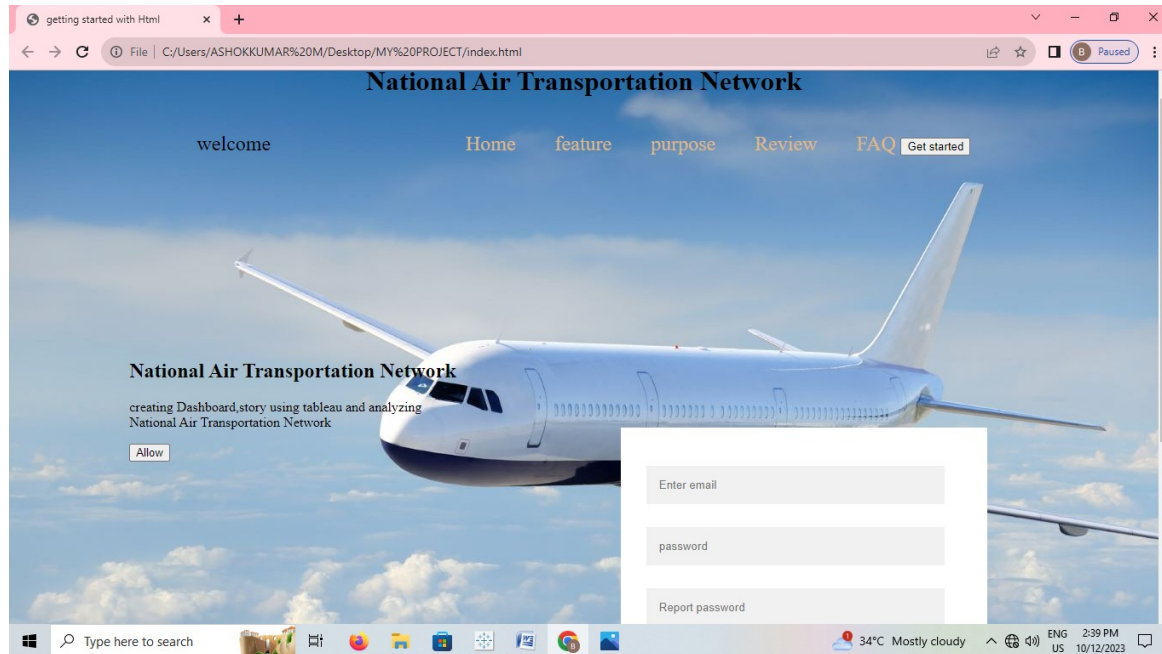 getting started with Html
File | C:/Users/ASHOKKUMAR%20M/Desktop/MY%20PROJECT/index.html
B Paused
National Air Transportation Network
welcome Home feature purpose Review FAQ Get started
National Air Transportation Network
creating Dashboard,story using tableau and analyzing
National Air Transportation Network
Allow
Enter email
password
Report password
Type here to search
34°C Mostly cloudy
ENG
US
2:39 PM
10/12/2023